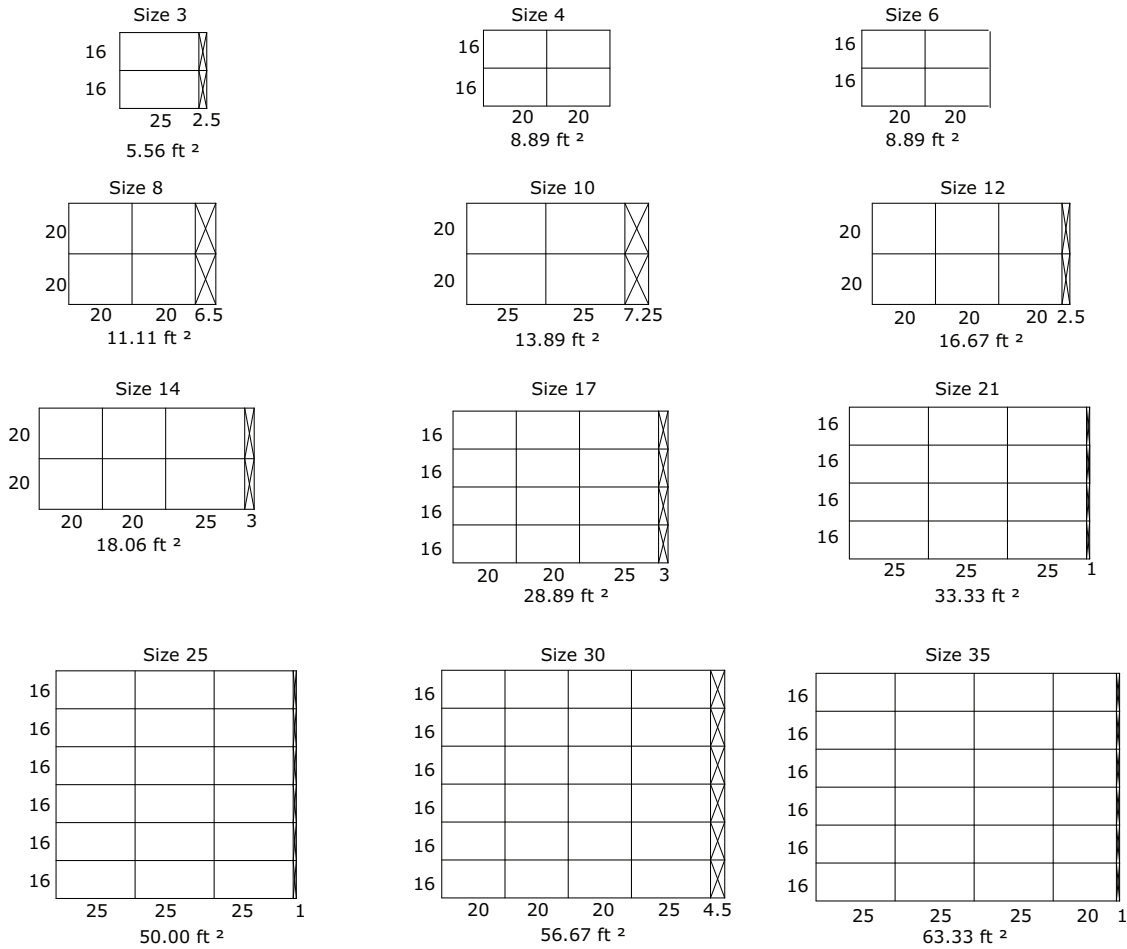 Size 3
16
16
25 2.5
5.56 ft ²
Size 4
16
16
20 20
8.89 ft ²
Size 6
16
16
20 20
8.89 ft ²
Size 8
20
20
20 20 6.5
11.11 ft ²
Size 10
20
20
25 25 7.25
13.89 ft ²
Size 12
20
20
20 20 20 2.5
16.67 ft ²
Size 14
20
20
20 20 25 3
18.06 ft ²
Size 17
16
16
16
16
20 20 25 3
28.89 ft ²
Size 21
16
16
16
16
25 25 25 1
33.33 ft ²
Size 25
16
16
16
16
16
16
25 25 25 1
50.00 ft ²
Size 30
16
16
16
16
16
16
20 20 20 25 4.5
56.67 ft ²
Size 35
16
16
16
16
16
16
25 25 25 20 1
63.33 ft ²